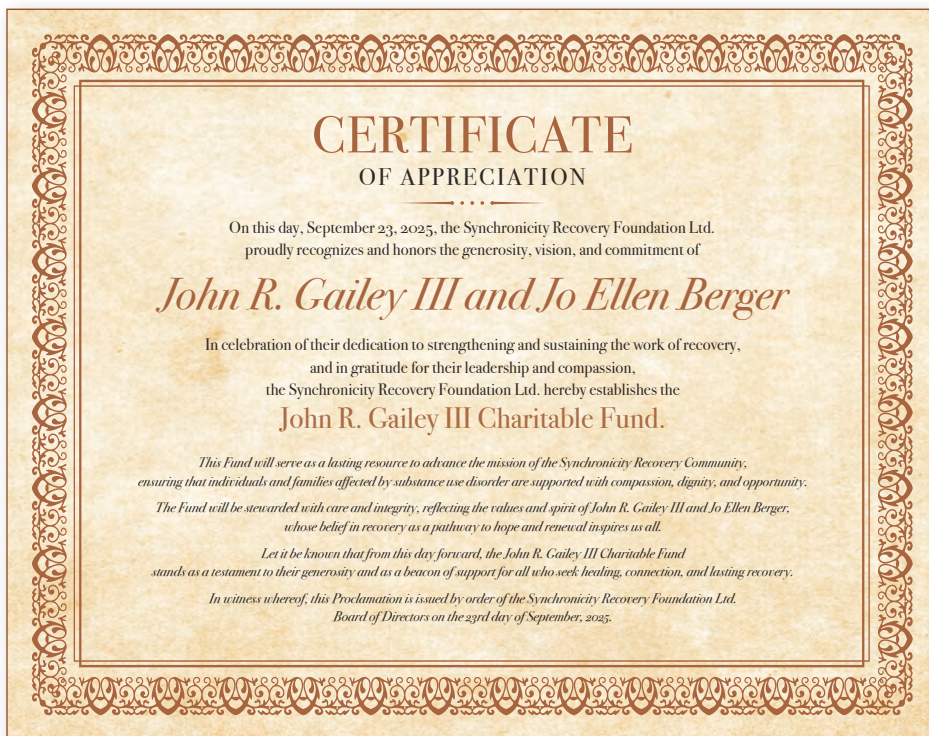 CERTIFICATE
OF APPRECIATION
On this day, September 23, 2025, the Synchronicity Recovery Foundation Ltd.
proudly recognizes and honors the generosity, vision, and commitment of
John R. Gailey III and Jo Ellen Berger
In celebration of their dedication to strengthening and sustaining the work of recovery,
and in gratitude for their leadership and compassion,
the Synchronicity Recovery Foundation Ltd. hereby establishes the
John R. Gailey III Charitable Fund.
This Fund will serve as a lasting resource to advance the mission of the Synchronicity Recovery Community,
ensuring that individuals and families affected by substance use disorder are supported with compassion, dignity, and opportunity.
The Fund will be stewarded with care and integrity, reflecting the values and spirit of John R. Gailey III and Jo Ellen Berger,
whose belief in recovery as a pathway to hope and renewal inspires us all.
Let it be known that from this day forward, the John R. Gailey III Charitable Fund
stands as a testament to their generosity and as a beacon of support for all who seek healing, connection, and lasting recovery.
In witness whereof, this Proclamation is issued by order of the Synchronicity Recovery Foundation Ltd.
Board of Directors on the 23rd day of September, 2025.